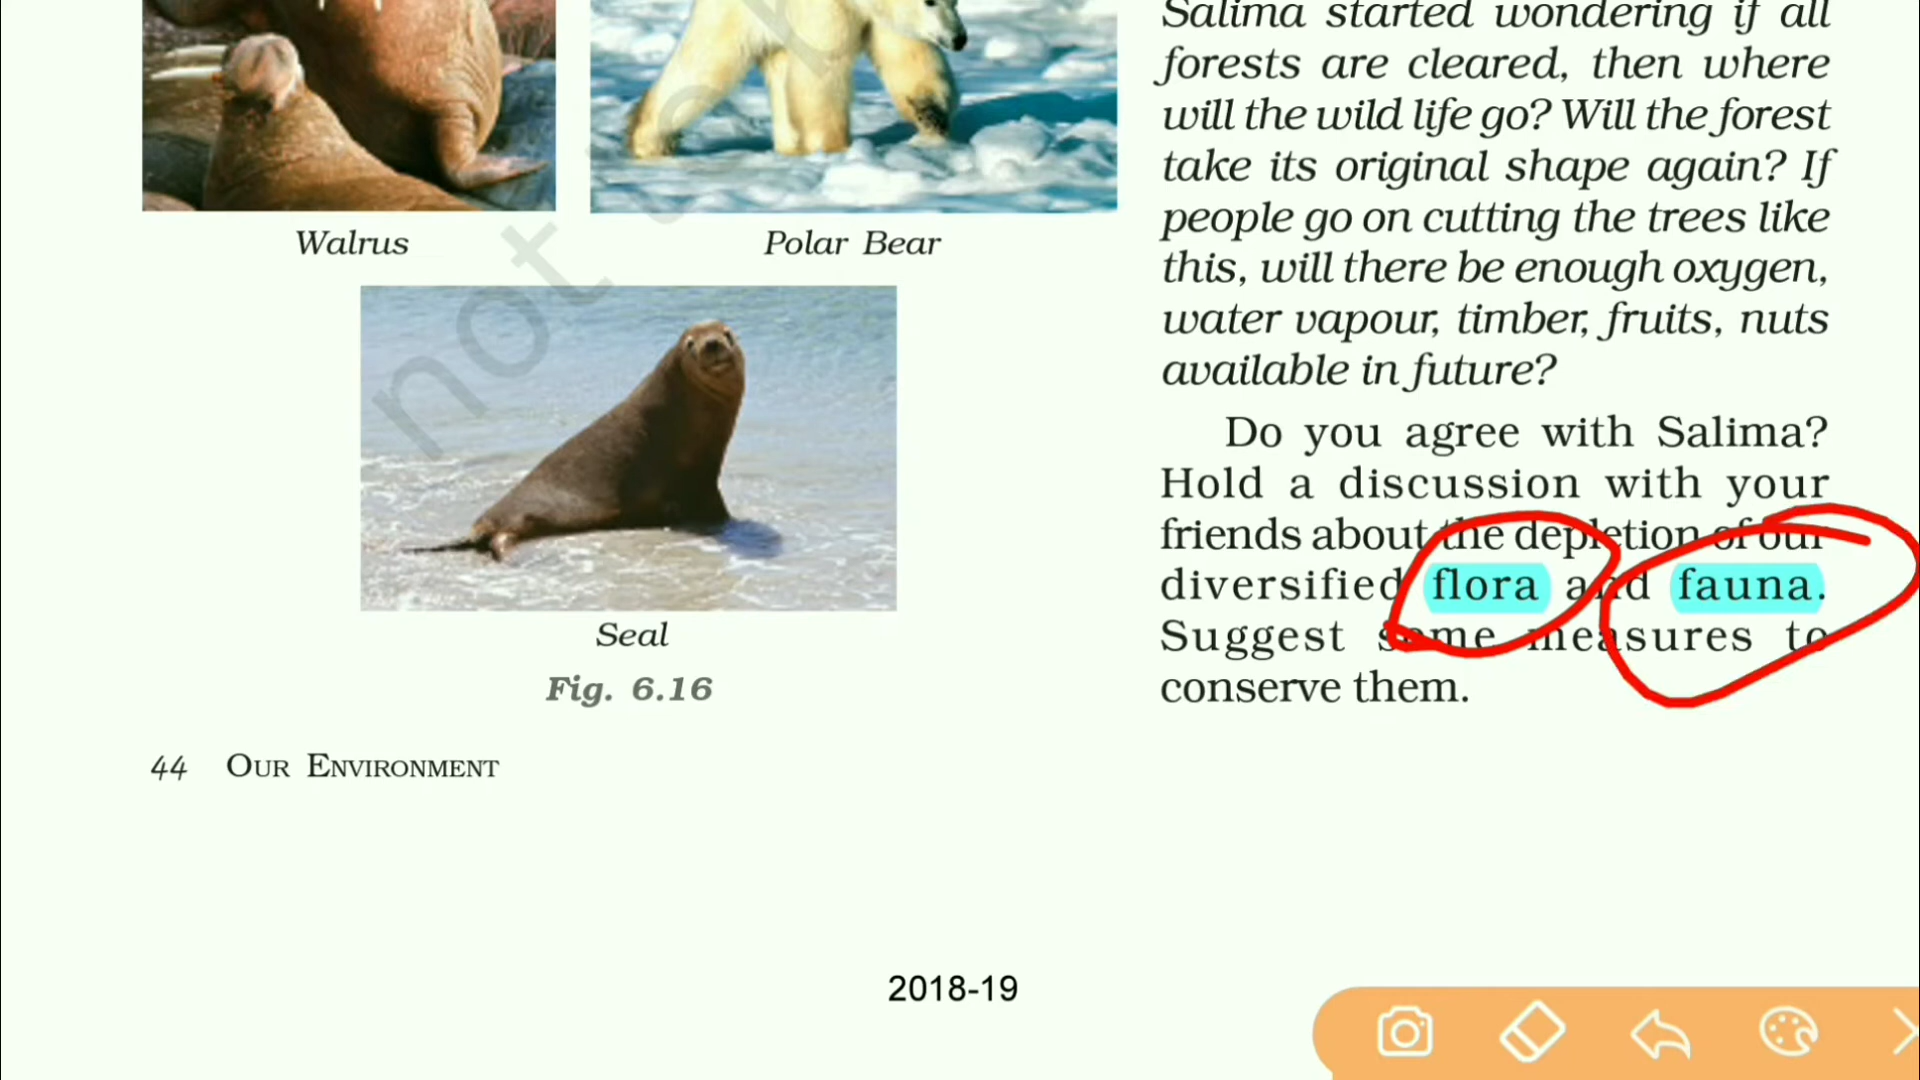 Walrus
Polar Bear
Seal
Fig. 6.16
Salima started wondering if all
forests are cleared, then where
will the wild life go? Will the forest
take its original shape again? If
people go on cutting the trees like
this, will there be enough oxygen,
water vapour, timber, fruits, nuts
available in future?
Do you agree with Salima?
Hold a discussion with your
friends about the depletion of our
diversified flora and fauna.
Suggest some measures to
conserve them.
44 OUR ENVIRONMENT
2018-19
not